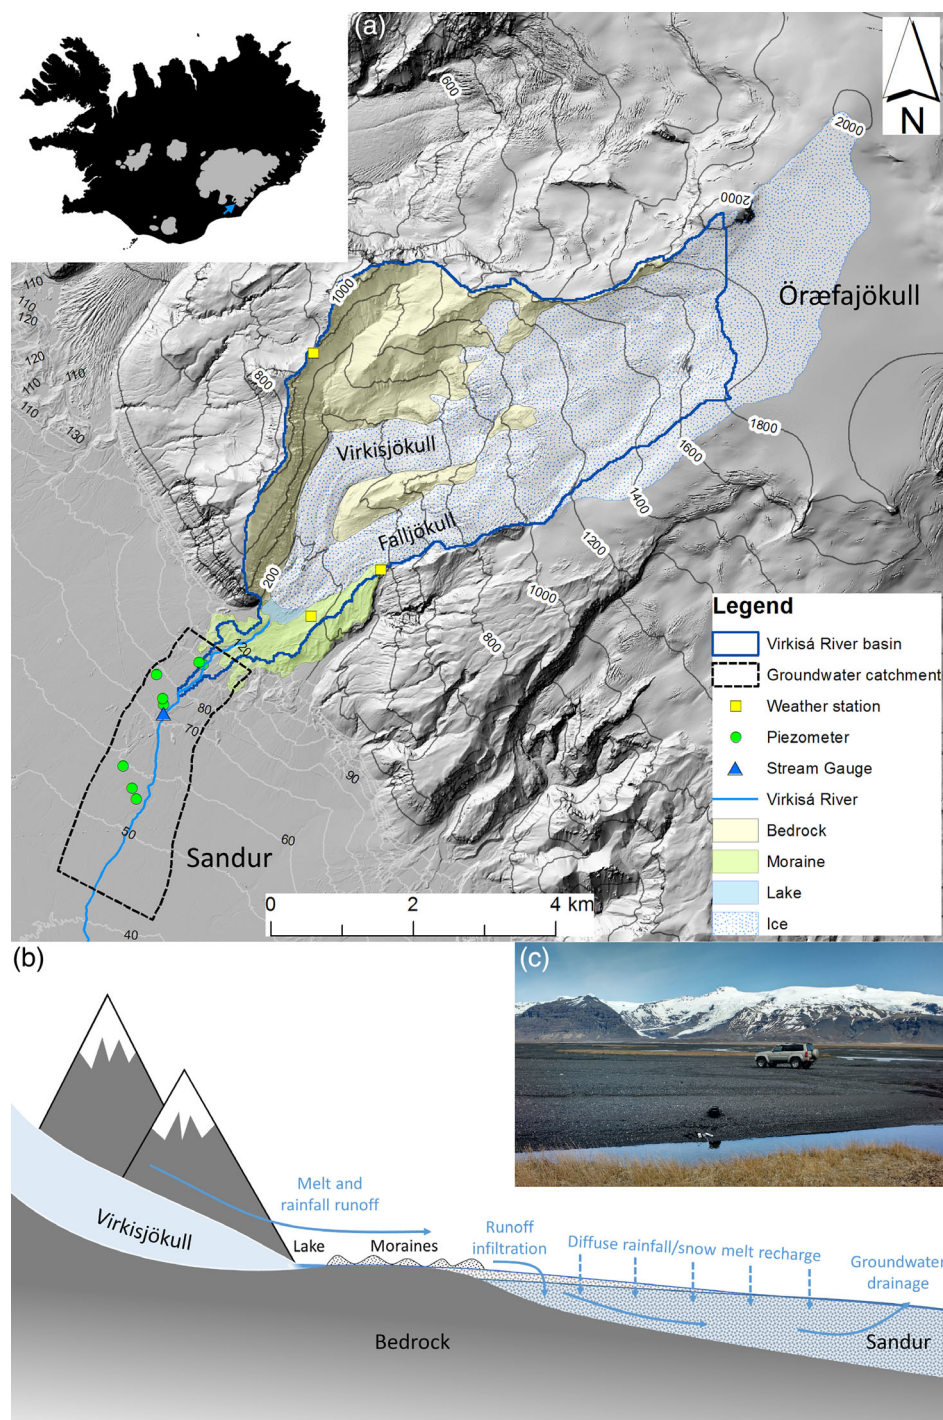 (a)
N
600
2000
2000
Öræfajökull
1000
110
110
120
120
110
110
110
130
800
Virkisjökull
Falljökull
1800
1600
1400
1200
1000
800
200
120
80
70
90
50
60
40
Sandur
0 2 4 km
Legend
Virkisá River basin
Groundwater catchment
Weather station
Piezometer
Stream Gauge
Virkisá River
Bedrock
Moraine
Lake
Ice
(b)
(c)
Melt and
rainfall runoff
Virkisjökull
Lake
Moraines
Runoff
infiltration
Diffuse rainfall/snow melt recharge
Groundwater
drainage
Bedrock
Sandur